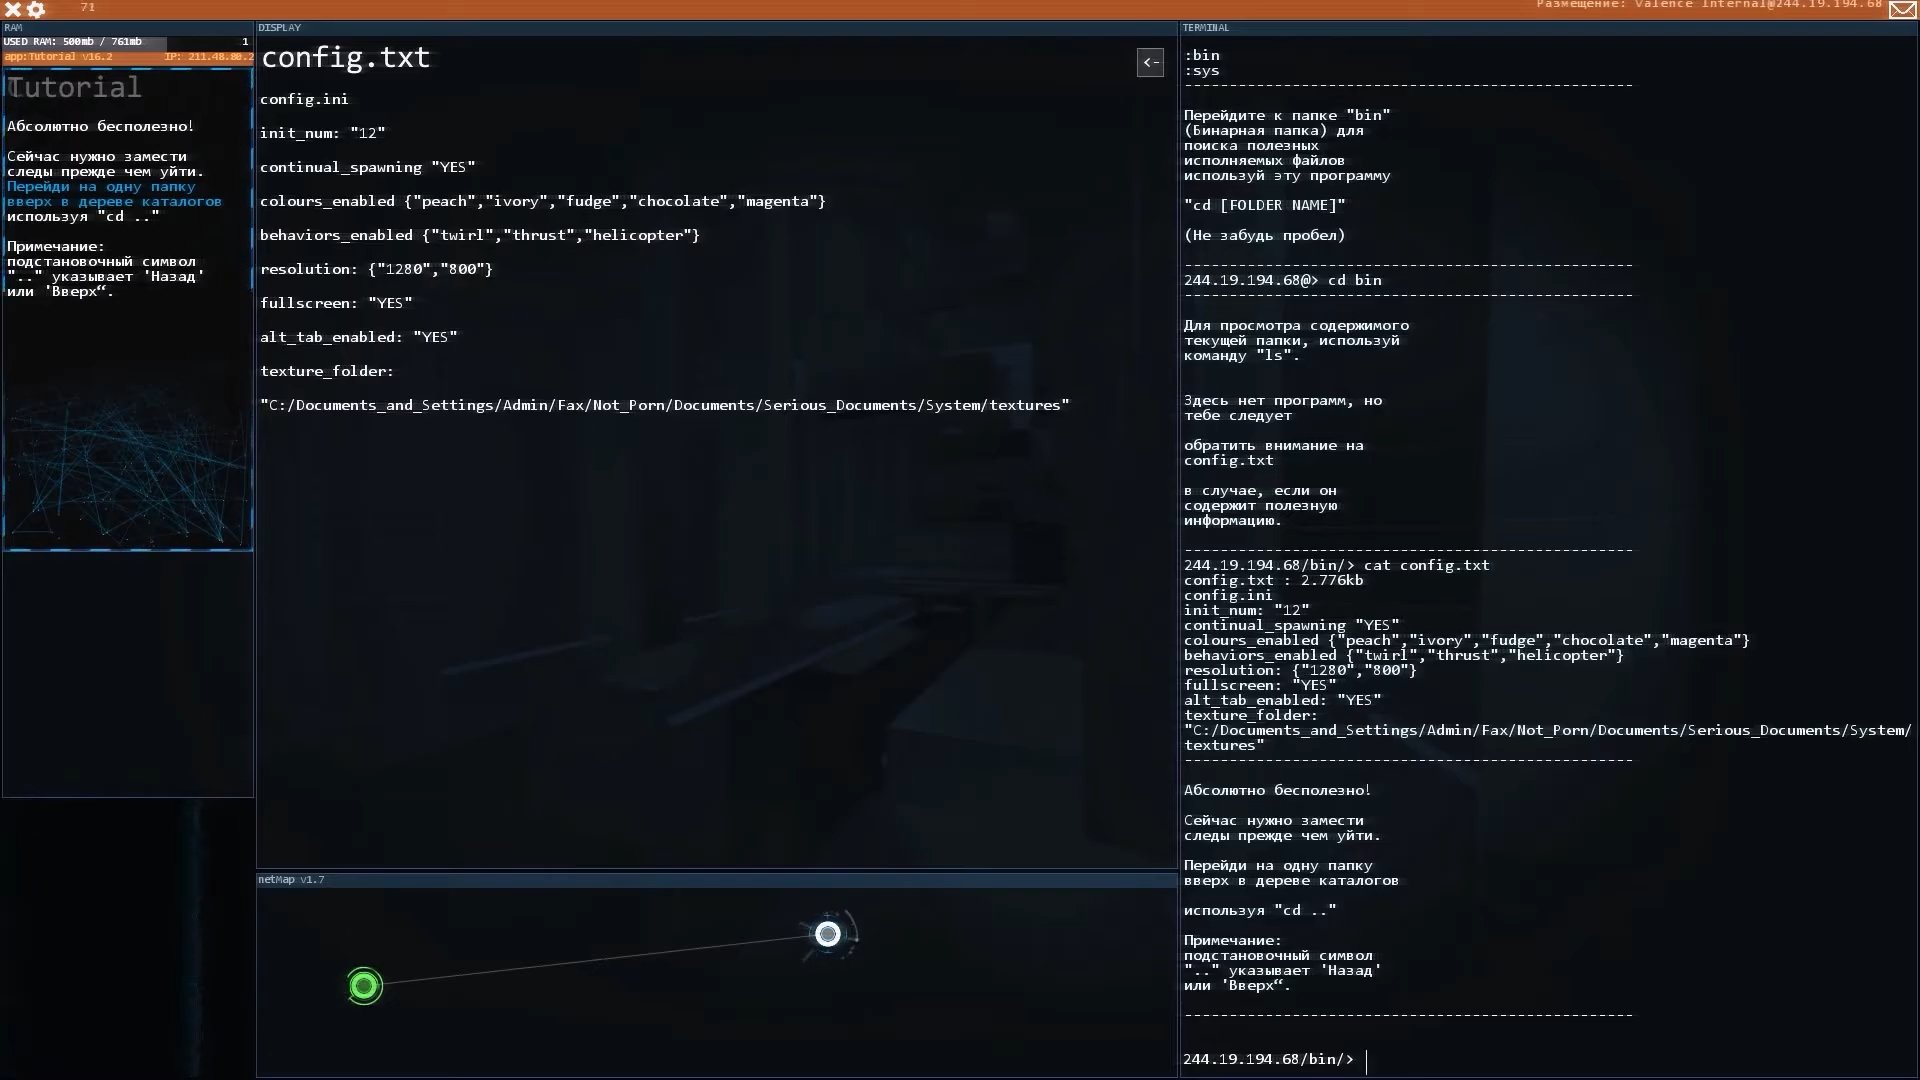 71
Размещение: Valence Internal@244.19.194.68
RAM
USED RAM: 500mb / 761mb 1
app:Tutorial v16.2 IP: 211.48.80.2
Tutorial
Абсолютно бесполезно!
Сейчас нужно замести
следы прежде чем уйти.
Перейди на одну папку
вверх в дереве каталогов
используя "cd .."
Примечание:
подстановочный символ
".." указывает 'Назад'
или 'Вверх“.
DISPLAY
config.txt
<-
config.ini
init_num: "12"
continual_spawning "YES"
colours_enabled {"peach","ivory","fudge","chocolate","magenta"}
behaviors_enabled {"twirl","thrust","helicopter"}
resolution: {"1280","800"}
fullscreen: "YES"
alt_tab_enabled: "YES"
texture_folder:
"C:/Documents_and_Settings/Admin/Fax/Not_Porn/Documents/Serious_Documents/System/textures"
netMap v1.7
TERMINAL
:bin
:sys
--------------------------------------------------
Перейдите к папке "bin"
(Бинарная папка) для
поиска полезных
исполняемых файлов
используй эту программу
"cd [FOLDER NAME]"
(Не забудь пробел)
--------------------------------------------------
244.19.194.68@> cd bin
--------------------------------------------------
Для просмотра содержимого
текущей папки, используй
команду "ls".
Здесь нет программ, но
тебе следует
обратить внимание на
config.txt
в случае, если он
содержит полезную
информацию.
--------------------------------------------------
244.19.194.68/bin/> cat config.txt
config.txt : 2.776kb
config.ini
init_num: "12"
continual_spawning "YES"
colours_enabled {"peach","ivory","fudge","chocolate","magenta"}
behaviors_enabled {"twirl","thrust","helicopter"}
resolution: {"1280","800"}
fullscreen: "YES"
alt_tab_enabled: "YES"
texture_folder:
"C:/Documents_and_Settings/Admin/Fax/Not_Porn/Documents/Serious_Documents/System/
textures"
--------------------------------------------------
Абсолютно бесполезно!
Сейчас нужно замести
следы прежде чем уйти.
Перейди на одну папку
вверх в дереве каталогов
используя "cd .."
Примечание:
подстановочный символ
".." указывает 'Назад'
или 'Вверх“.
--------------------------------------------------
244.19.194.68/bin/>